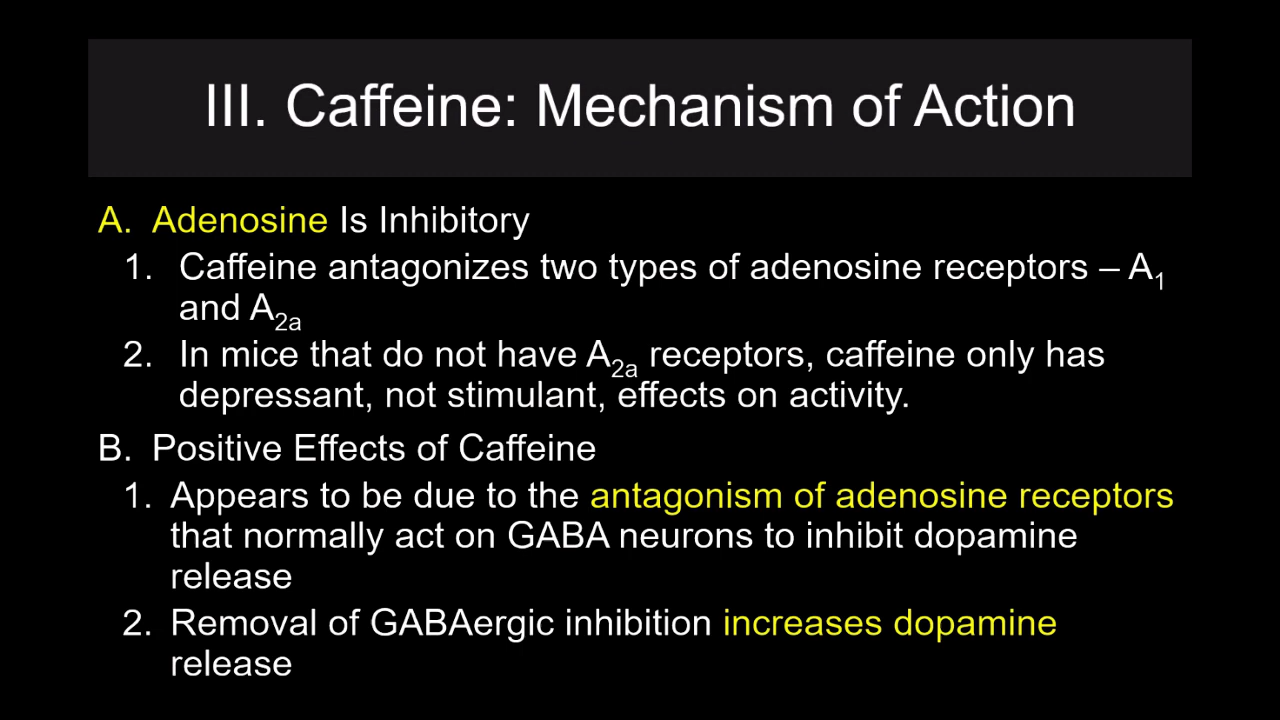 III. Caffeine: Mechanism of Action
A. Adenosine Is Inhibitory
1. Caffeine antagonizes two types of adenosine receptors – A₁
and A₂ₐ
2. In mice that do not have A₂ₐ receptors, caffeine only has
depressant, not stimulant, effects on activity.
B. Positive Effects of Caffeine
1. Appears to be due to the antagonism of adenosine receptors
that normally act on GABA neurons to inhibit dopamine
release
2. Removal of GABAergic inhibition increases dopamine
release